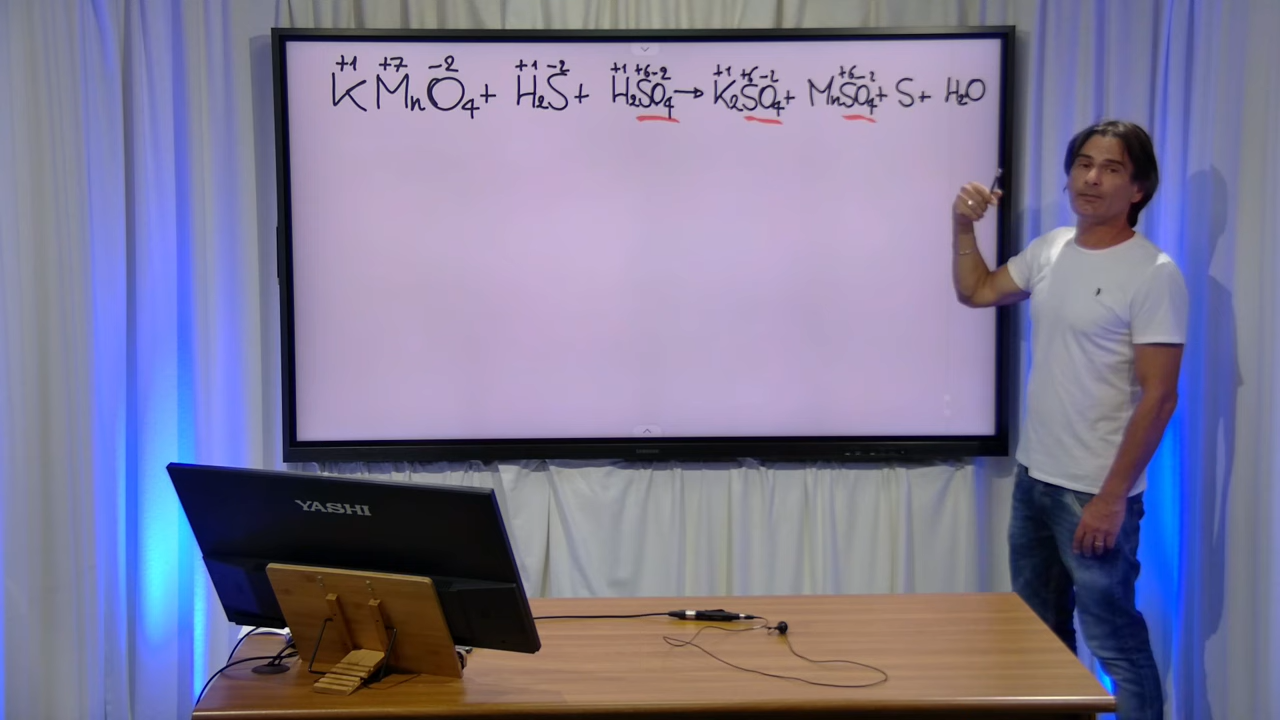 +1 +7 -2 +1 -2 +1 +6 -2 +1 +6 -2 +6 -2
KMnO4 + H2S + H2SO4 → K2SO4 + MnSO4 + S + H2O
YASHI